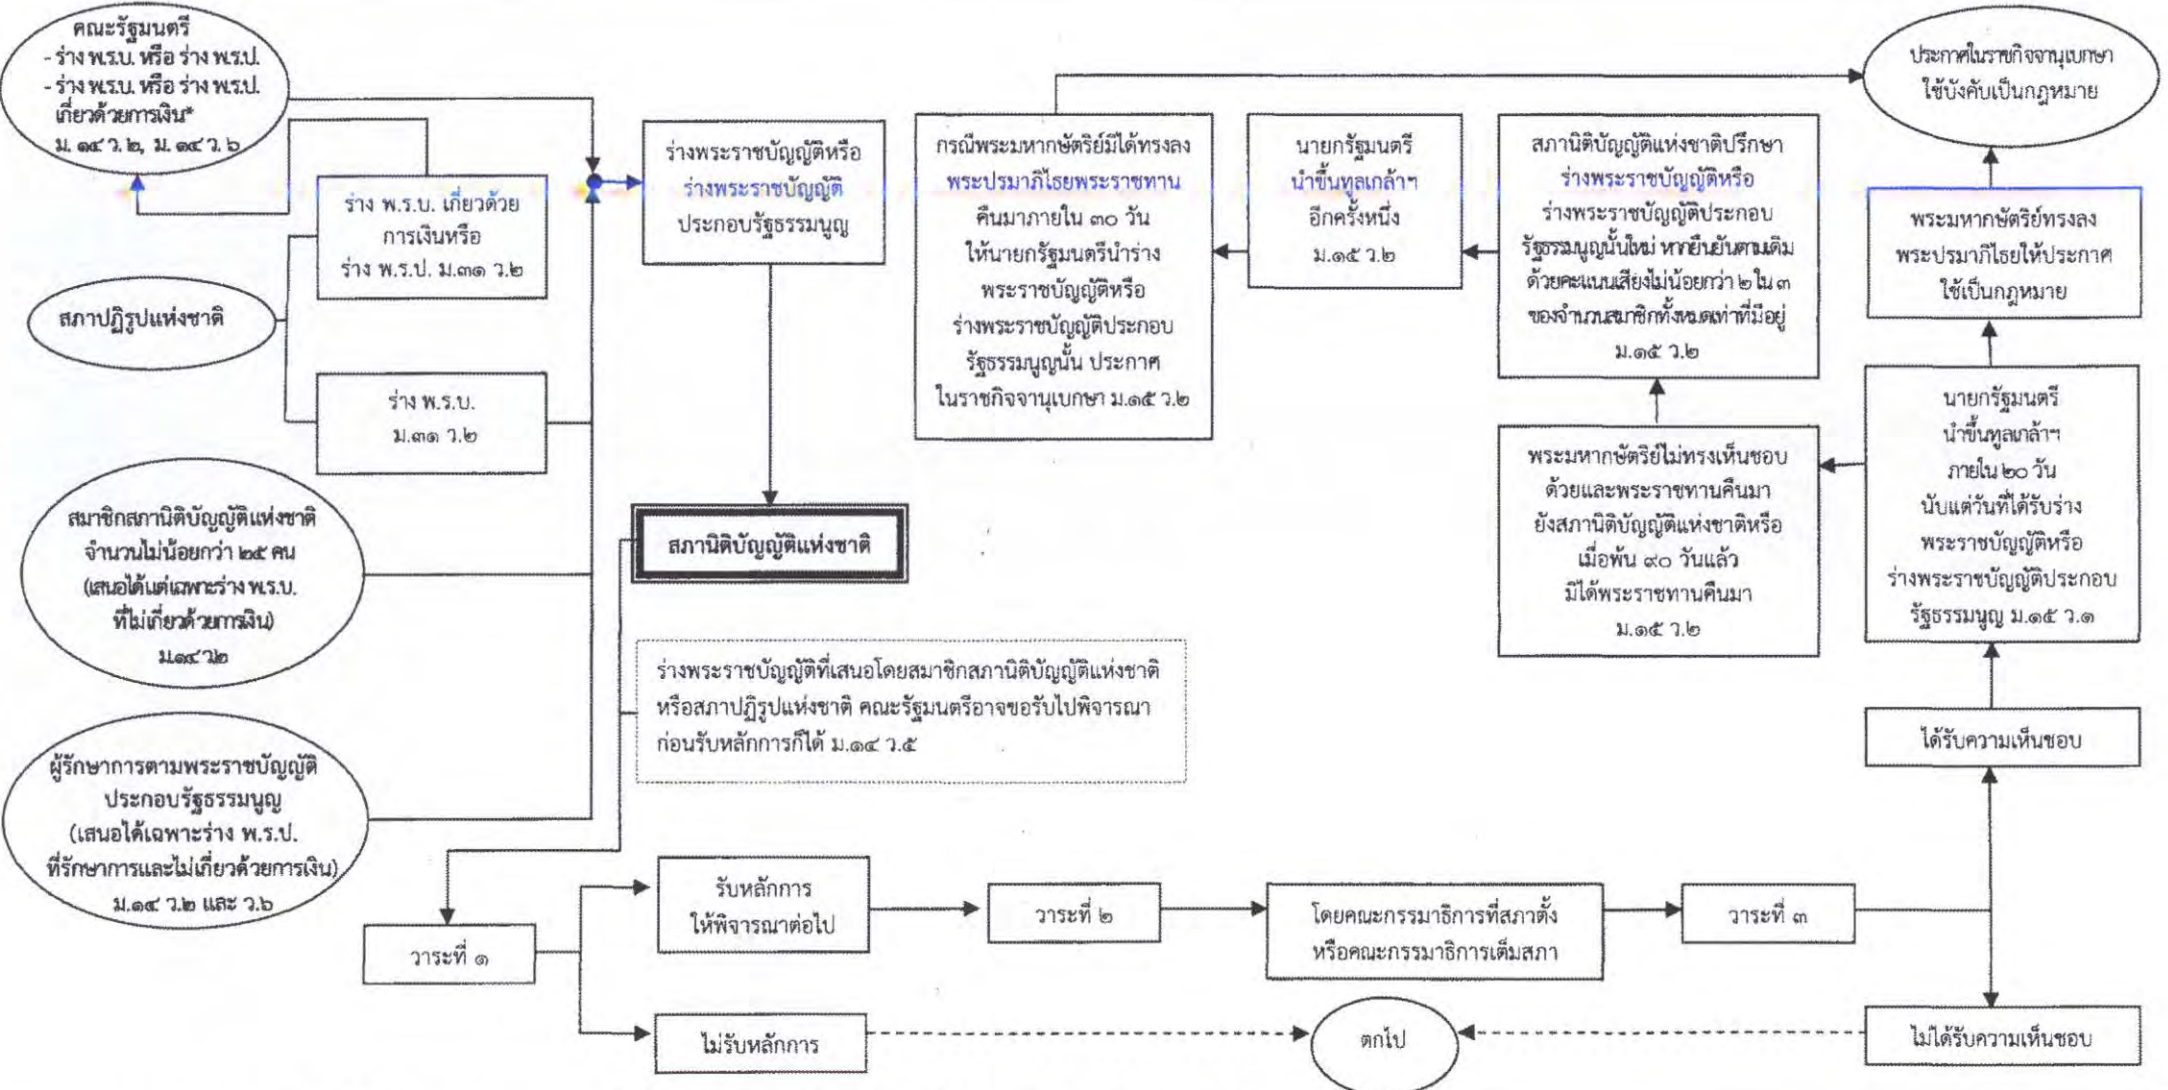 คณะรัฐมนตรี
- ร่าง พ.ร.บ. หรือ ร่าง พ.ร.ป.
- ร่าง พ.ร.บ. หรือ ร่าง พ.ร.ป.
เกี่ยวด้วยการเงิน*
ม. ๑๔ ว. ๒, ม. ๑๔ ว. ๖
ร่าง พ.ร.บ. เกี่ยวด้วย
การเงินหรือ
ร่าง พ.ร.ป. ม.๓๑ ว.๒
สภาปฏิรูปแห่งชาติ
ร่าง พ.ร.บ.
ม.๓๑ ว.๒
สมาชิกสภานิติบัญญัติแห่งชาติ
จำนวนไม่น้อยกว่า ๒๕ คน
(เสนอได้แต่เฉพาะร่าง พ.ร.บ.
ที่ไม่เกี่ยวด้วยการเงิน)
ม.๑๔ ว.๒
ผู้รักษาการตามพระราชบัญญัติ
ประกอบรัฐธรรมนูญ
(เสนอได้เฉพาะร่าง พ.ร.ป.
ที่รักษาการและไม่เกี่ยวด้วยการเงิน)
ม.๑๔ ว.๒ และ ว.๖
ร่างพระราชบัญญัติหรือ
ร่างพระราชบัญญัติ
ประกอบรัฐธรรมนูญ
สภานิติบัญญัติแห่งชาติ
ร่างพระราชบัญญัติที่เสนอโดยสมาชิกสภานิติบัญญัติแห่งชาติ
หรือสภาปฏิรูปแห่งชาติ คณะรัฐมนตรีอาจขอรับไปพิจารณา
ก่อนรับหลักการก็ได้ ม.๑๔ ว.๕
วาระที่ ๑
รับหลักการ
ให้พิจารณาต่อไป
ไม่รับหลักการ
วาระที่ ๒
โดยคณะกรรมาธิการที่สภาตั้ง
หรือคณะกรรมาธิการเต็มสภา
วาระที่ ๓
ตกไป
ไม่ได้รับความเห็นชอบ
ได้รับความเห็นชอบ
นายกรัฐมนตรี
นำขึ้นทูลเกล้าฯ
ภายใน ๒๐ วัน
นับแต่วันที่ได้รับร่าง
พระราชบัญญัติหรือ
ร่างพระราชบัญญัติประกอบ
รัฐธรรมนูญ ม.๑๕ ว.๑
พระมหากษัตริย์ทรงลง
พระปรมาภิไธยให้ประกาศ
ใช้เป็นกฎหมาย
ประกาศในราชกิจจานุเบกษา
ใช้บังคับเป็นกฎหมาย
พระมหากษัตริย์ไม่ทรงเห็นชอบ
ด้วยและพระราชทานคืนมา
ยังสภานิติบัญญัติแห่งชาติหรือ
เมื่อพ้น ๙๐ วันแล้ว
มิได้พระราชทานคืนมา
ม.๑๕ ว.๒
สภานิติบัญญัติแห่งชาติปรึกษา
ร่างพระราชบัญญัติหรือ
ร่างพระราชบัญญัติประกอบ
รัฐธรรมนูญนั้นใหม่ หากยืนยันตามเดิม
ด้วยคะแนนเสียงไม่น้อยกว่า ๒ ใน ๓
ของจำนวนสมาชิกทั้งหมดเท่าที่มีอยู่
ม.๑๕ ว.๒
นายกรัฐมนตรี
นำขึ้นทูลเกล้าฯ
อีกครั้งหนึ่ง
ม.๑๕ ว.๒
กรณีพระมหากษัตริย์มิได้ทรงลง
พระปรมาภิไธยพระราชทาน
คืนมาภายใน ๓๐ วัน
ให้นายกรัฐมนตรีนำร่าง
พระราชบัญญัติหรือ
ร่างพระราชบัญญัติประกอบ
รัฐธรรมนูญนั้น ประกาศ
ในราชกิจจานุเบกษา ม.๑๕ ว.๒